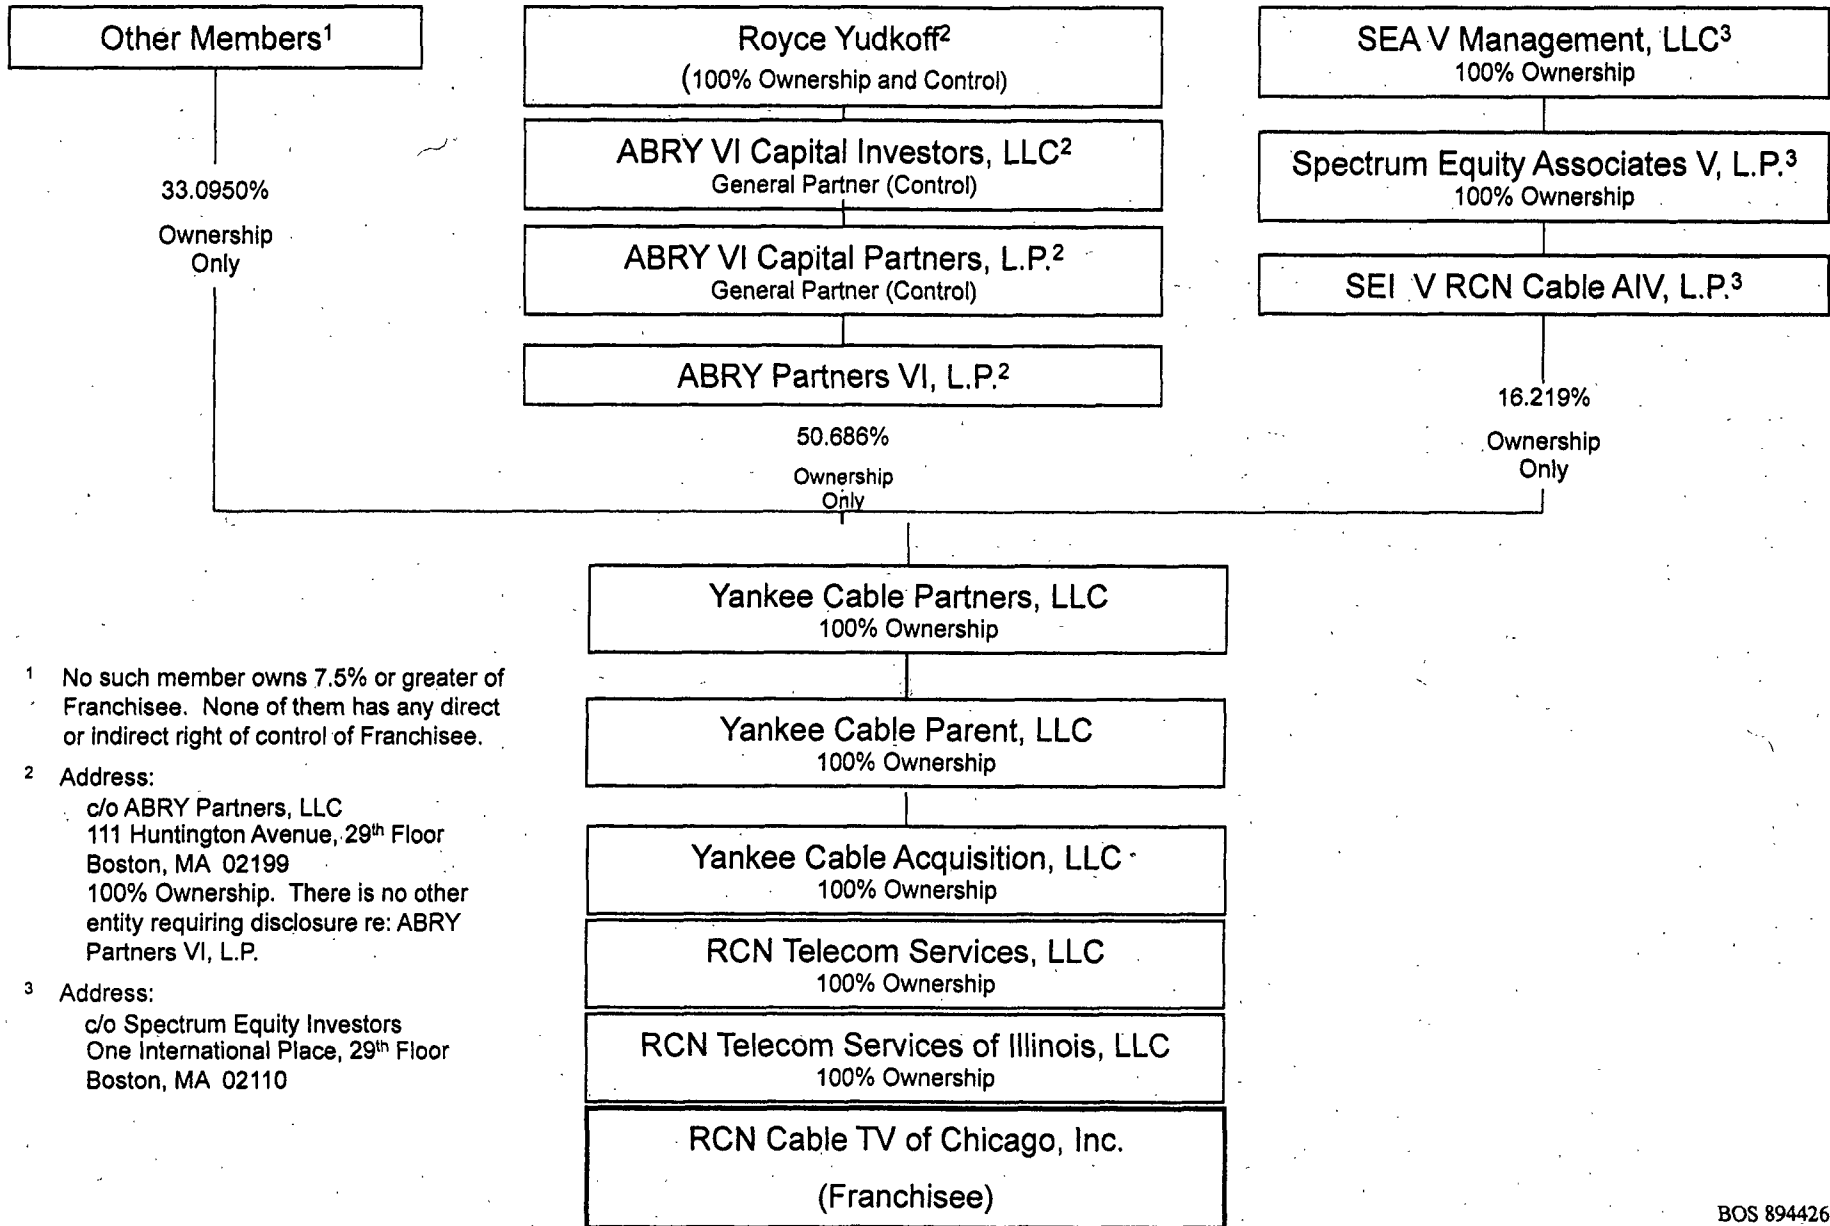 Other Members¹
33.0950%
Ownership
Only
Royce Yudkoff²
(100% Ownership and Control)
ABRY VI Capital Investors, LLC²
General Partner (Control)
ABRY VI Capital Partners, L.P.²
General Partner (Control)
ABRY Partners VI, L.P.²
50.686%
Ownership
Only
SEA V Management, LLC³
100% Ownership
Spectrum Equity Associates V, L.P.³
100% Ownership
SEI V RCN Cable AIV, L.P.³
16.219%
Ownership
Only
Yankee Cable Partners, LLC
100% Ownership
Yankee Cable Parent, LLC
100% Ownership
Yankee Cable Acquisition, LLC
100% Ownership
RCN Telecom Services, LLC
100% Ownership
RCN Telecom Services of Illinois, LLC
100% Ownership
RCN Cable TV of Chicago, Inc.
(Franchisee)
¹ No such member owns 7.5% or greater of
Franchisee. None of them has any direct
or indirect right of control of Franchisee.
² Address:
c/o ABRY Partners, LLC
111 Huntington Avenue, 29th Floor
Boston, MA 02199
100% Ownership. There is no other
entity requiring disclosure re: ABRY
Partners VI, L.P.
³ Address:
c/o Spectrum Equity Investors
One International Place, 29th Floor
Boston, MA 02110
BOS 894426